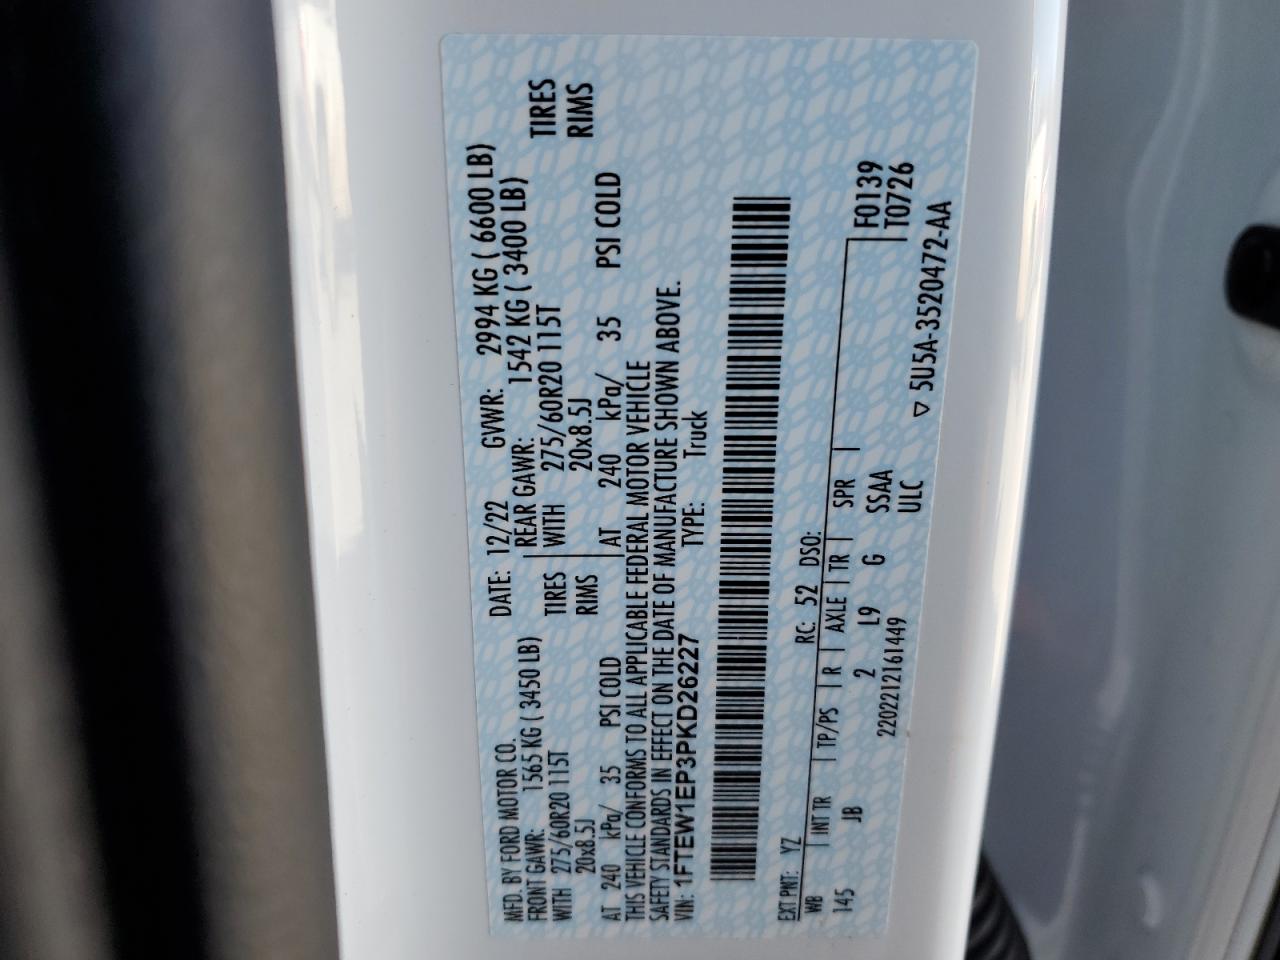 MFD. BY FORD MOTOR CO.
DATE: 12/22 GVWR: 2994 KG ( 6600 LB)
FRONT GAWR: 1565 KG ( 3450 LB)
REAR GAWR: 1542 KG ( 3400 LB)
WITH 275/60R20 115T TIRES
WITH 275/60R20 115T TIRES
20x8.5J RIMS
20x8.5J RIMS
AT 240 kPa/ 35 PSI COLD
AT 240 kPa/ 35 PSI COLD
THIS VEHICLE CONFORMS TO ALL APPLICABLE FEDERAL MOTOR VEHICLE
SAFETY STANDARDS IN EFFECT ON THE DATE OF MANUFACTURE SHOWN ABOVE.
VIN: 1FTEW1EP3PKD26227 TYPE: Truck
EXT PNT: YZ RC: 52 DSO:
WB INT TR TP/PS R AXLE TR SPR
F0139
T0726
145 JB 2 L9 G SSAA
2202212161449 ULC
▽ 5U5A-3520472-AA